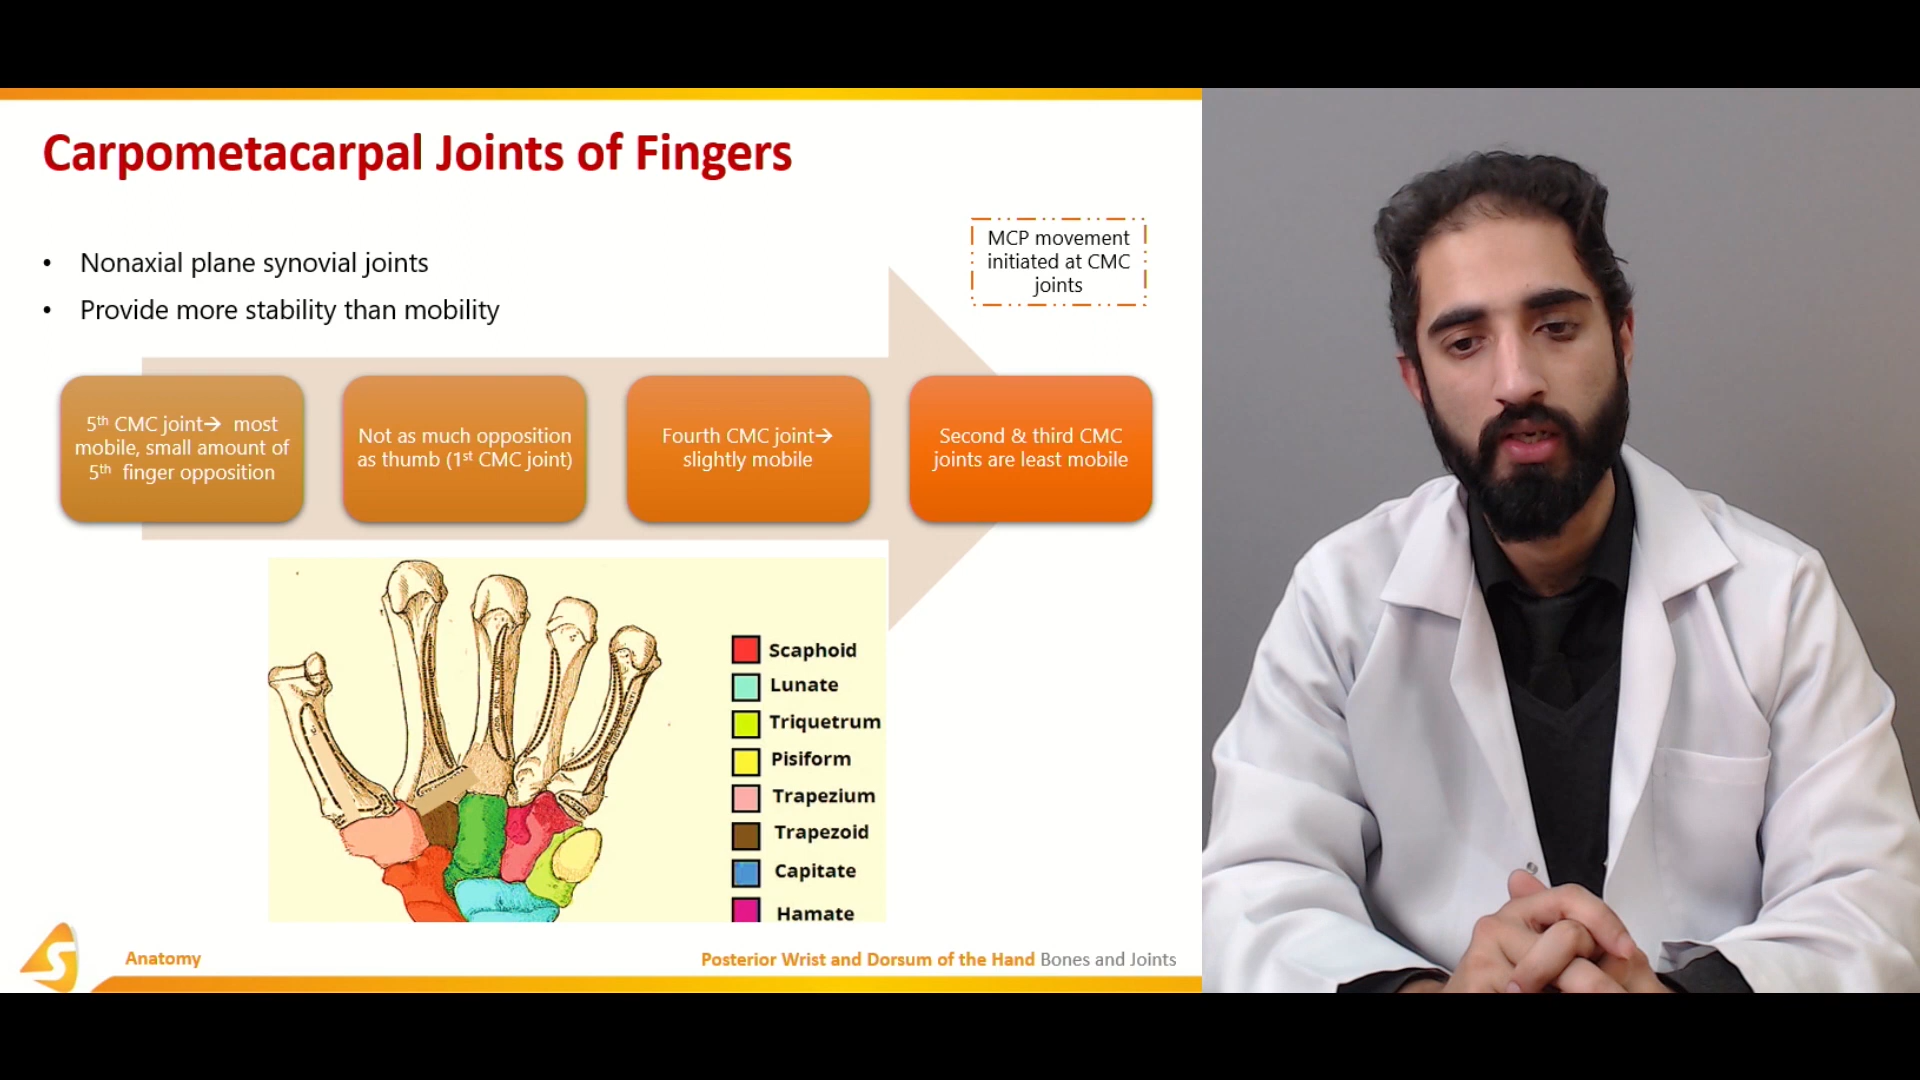 Carpometacarpal Joints of Fingers
• Nonaxial plane synovial joints
• Provide more stability than mobility
MCP movement
initiated at CMC
joints
5th CMC joint→ most
mobile, small amount of
5th finger opposition
Not as much opposition
as thumb (1st CMC joint)
Fourth CMC joint→
slightly mobile
Second & third CMC
joints are least mobile
Scaphoid
Lunate
Triquetrum
Pisiform
Trapezium
Trapezoid
Capitate
Hamate
S
Anatomy
Posterior Wrist and Dorsum of the Hand Bones and Joints